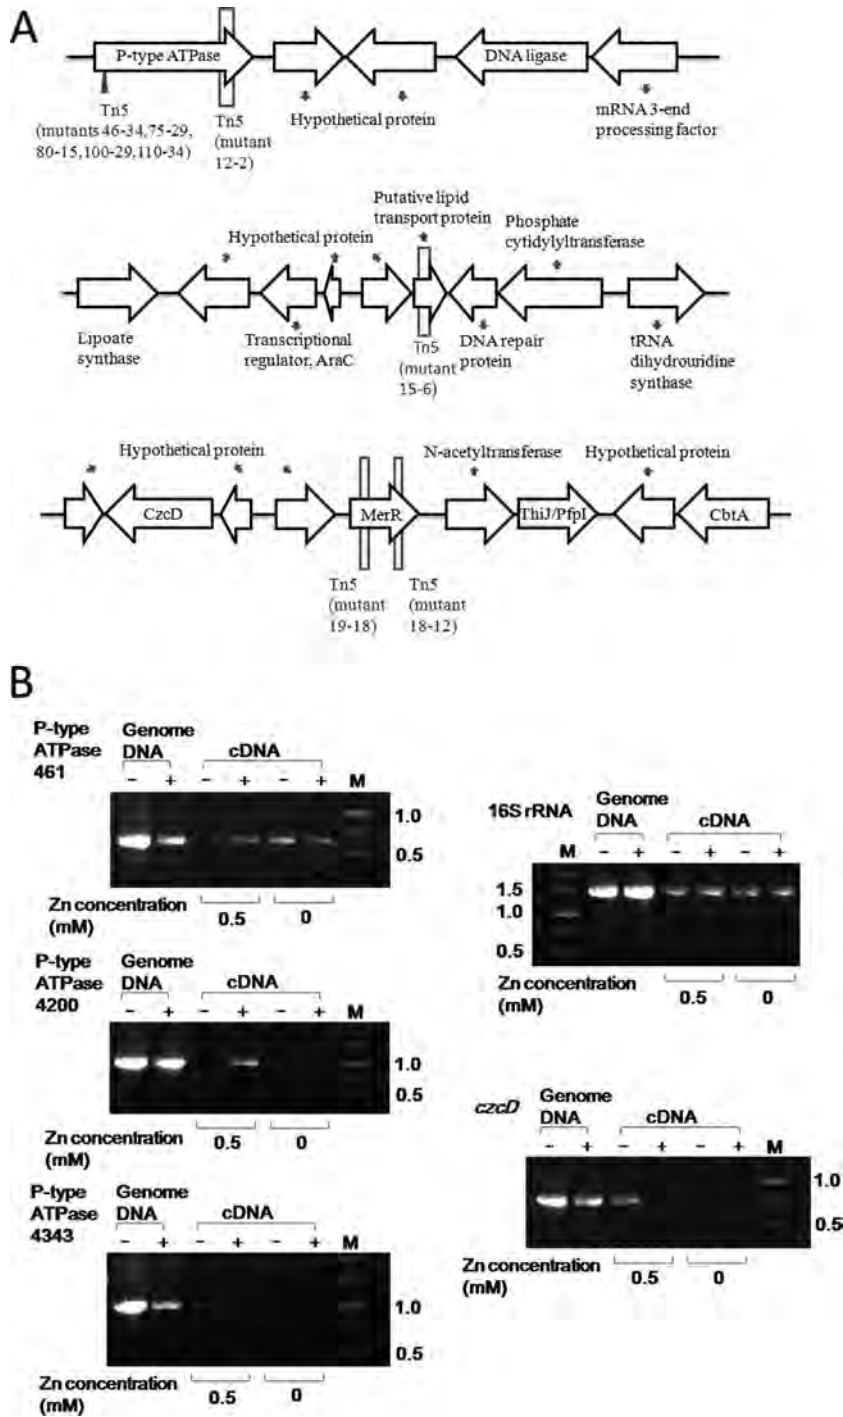 A
P-type ATPase
DNA ligase
Tn5
(mutants 46-34,75-29,
80-15,100-29,110-34)
Tn5
(mutant
12-2)
Hypothetical protein
mRNA 3-end
processing factor
Putative lipid
transport protein
Hypothetical protein
Phosphate
cytidylyltransferase
Lipoate
synthase
Transcriptional
regulator, AraC
Tn5
(mutant
15-6)
DNA repair
protein
tRNA
dihydrouridine
synthase
Hypothetical protein
N-acetyltransferase
Hypothetical protein
CzcD
MerR
ThiJ/PfpI
CbtA
Tn5
(mutant
19-18)
Tn5
(mutant
18-12)
B
P-type
ATPase
461
Genome
DNA
cDNA
− + − + − + M
1.0
0.5
Zn concentration
(mM)
0.5 0
P-type
ATPase
4200
Genome
DNA
cDNA
− + − + − + M
1.0
0.5
Zn concentration
(mM)
0.5 0
P-type
ATPase
4343
Genome
DNA
cDNA
− + − + − + M
1.0
0.5
Zn concentration
(mM)
0.5 0
16S rRNA
Genome
DNA
cDNA
M − + − + − +
1.5
1.0
0.5
Zn concentration
(mM)
0.5 0
czcD
Genome
DNA
cDNA
− + − + − + M
1.0
0.5
Zn concentration
(mM)
0.5 0